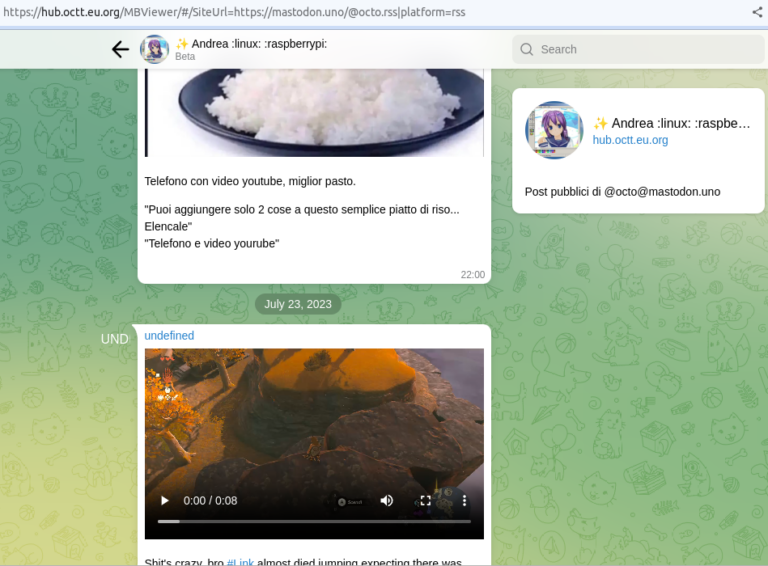 https://hub.octt.eu.org/MBViewer/#/SiteUrl=https://mastodon.uno/@octo.rss|platform=rss
✨ Andrea :linux: :raspberrypi:
Beta
Search
Telefono con video youtube, miglior pasto.
"Puoi aggiungere solo 2 cose a questo semplice piatto di riso...
Elencale"
"Telefono e video yourube"
22:00
July 23, 2023
UND
undefined
0:00 / 0:08
Shit's crazy, bro #Link almost died jumping expecting there was
✨ Andrea :linux: :raspbe...
hub.octt.eu.org
Post pubblici di @octo@mastodon.uno